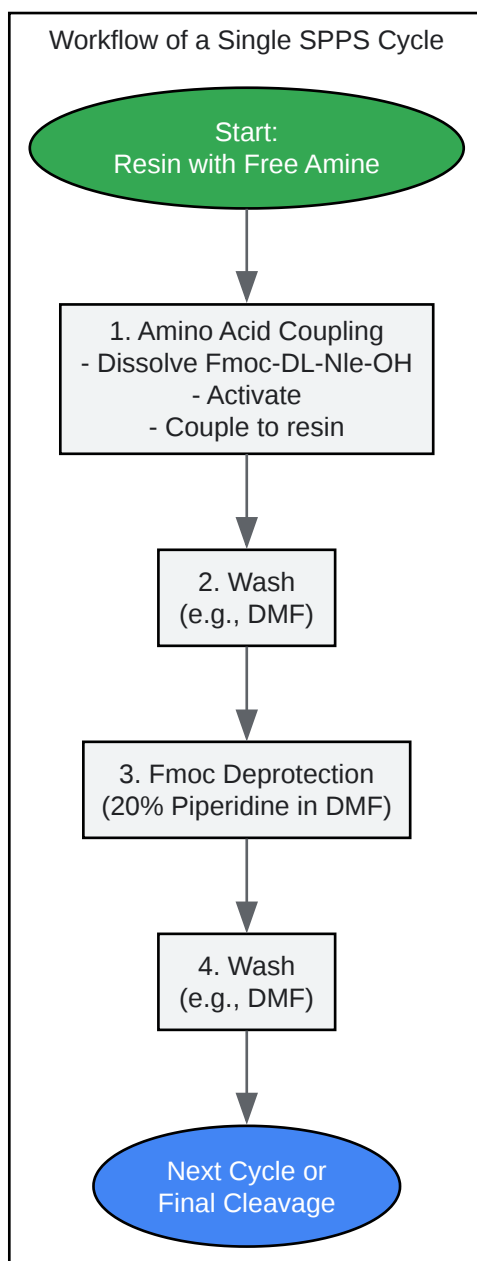 Workflow of a Single SPPS Cycle
Start:
Resin with Free Amine
1. Amino Acid Coupling
- Dissolve Fmoc-DL-Nle-OH
- Activate
- Couple to resin
2. Wash
(e.g., DMF)
3. Fmoc Deprotection
(20% Piperidine in DMF)
4. Wash
(e.g., DMF)
Next Cycle or
Final Cleavage